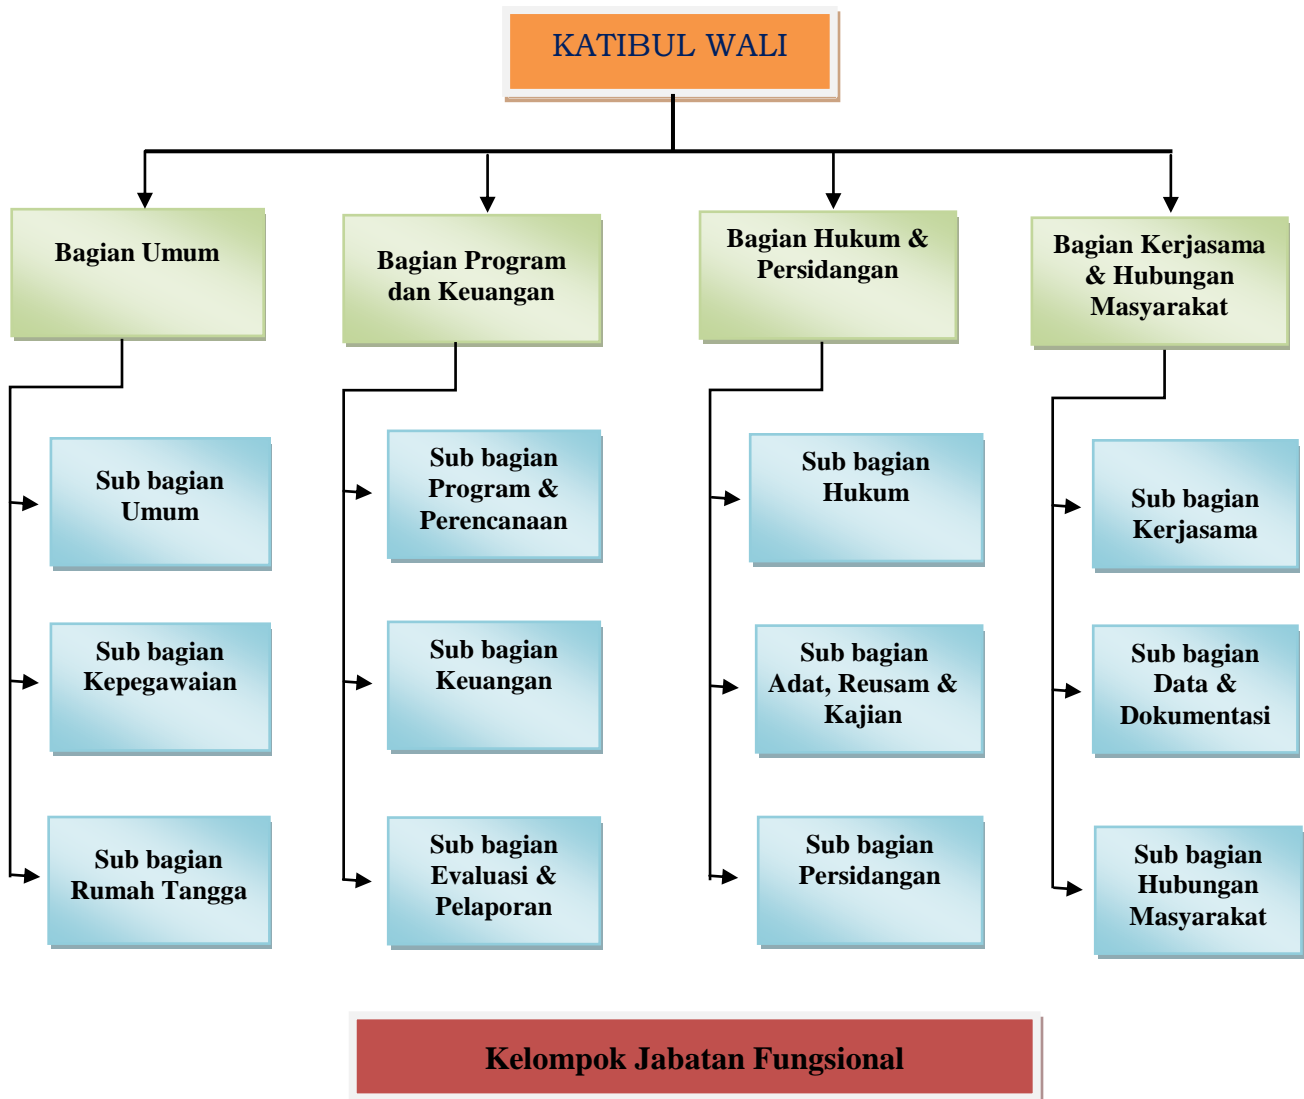 KATIBUL WALI
Bagian Umum
Bagian Program
dan Keuangan
Bagian Hukum &
Persidangan
Bagian Kerjasama
& Hubungan
Masyarakat
Sub bagian
Umum
Sub bagian
Program &
Perencanaan
Sub bagian
Hukum
Sub bagian
Kerjasama
Sub bagian
Kepegawaian
Sub bagian
Keuangan
Sub bagian
Adat, Reusam &
Kajian
Sub bagian
Data &
Dokumentasi
Sub bagian
Rumah Tangga
Sub bagian
Evaluasi &
Pelaporan
Sub bagian
Persidangan
Sub bagian
Hubungan
Masyarakat
Kelompok Jabatan Fungsional